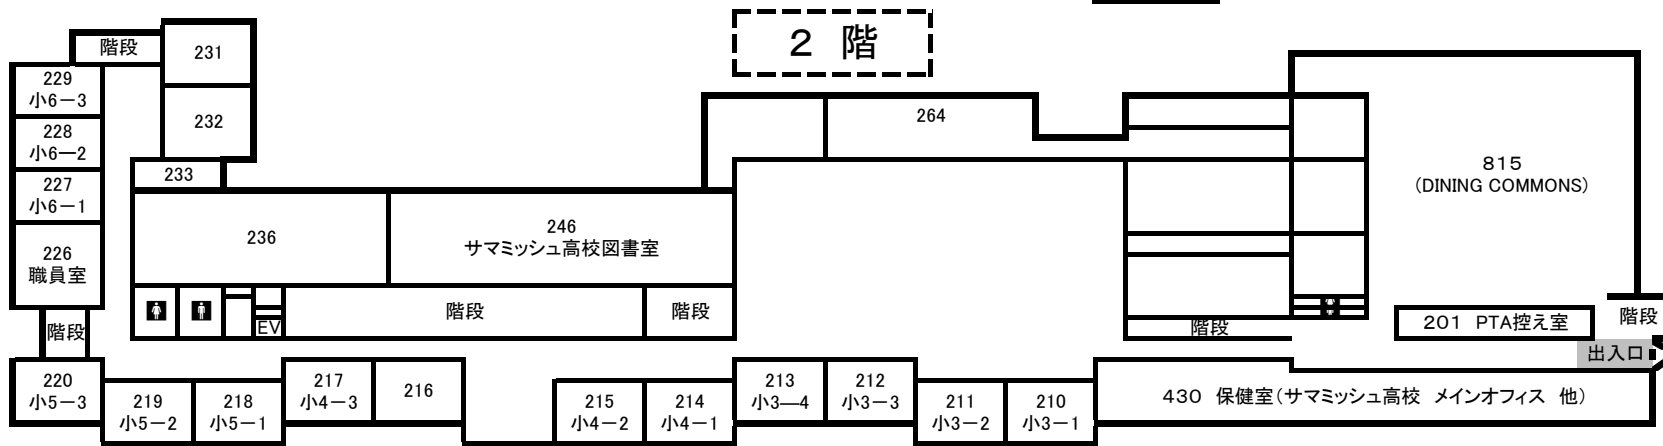 ２ 階
階段
231
229
小6－3
232
228
小6―2
233
227
小6－1
226
職員室
階段
236
246
サマミッシュ高校図書室
264
815
(DINING COMMONS)
EV
階段
階段
階段
201 PTA控え室
階段
出入口
220
小5－3
219
小5－2
218
小5－1
217
小4－3
216
215
小4－2
214
小4－1
213
小3―4
212
小3－3
211
小3－2
210
小3－1
430 保健室（サマミッシュ高校 メインオフィス 他）